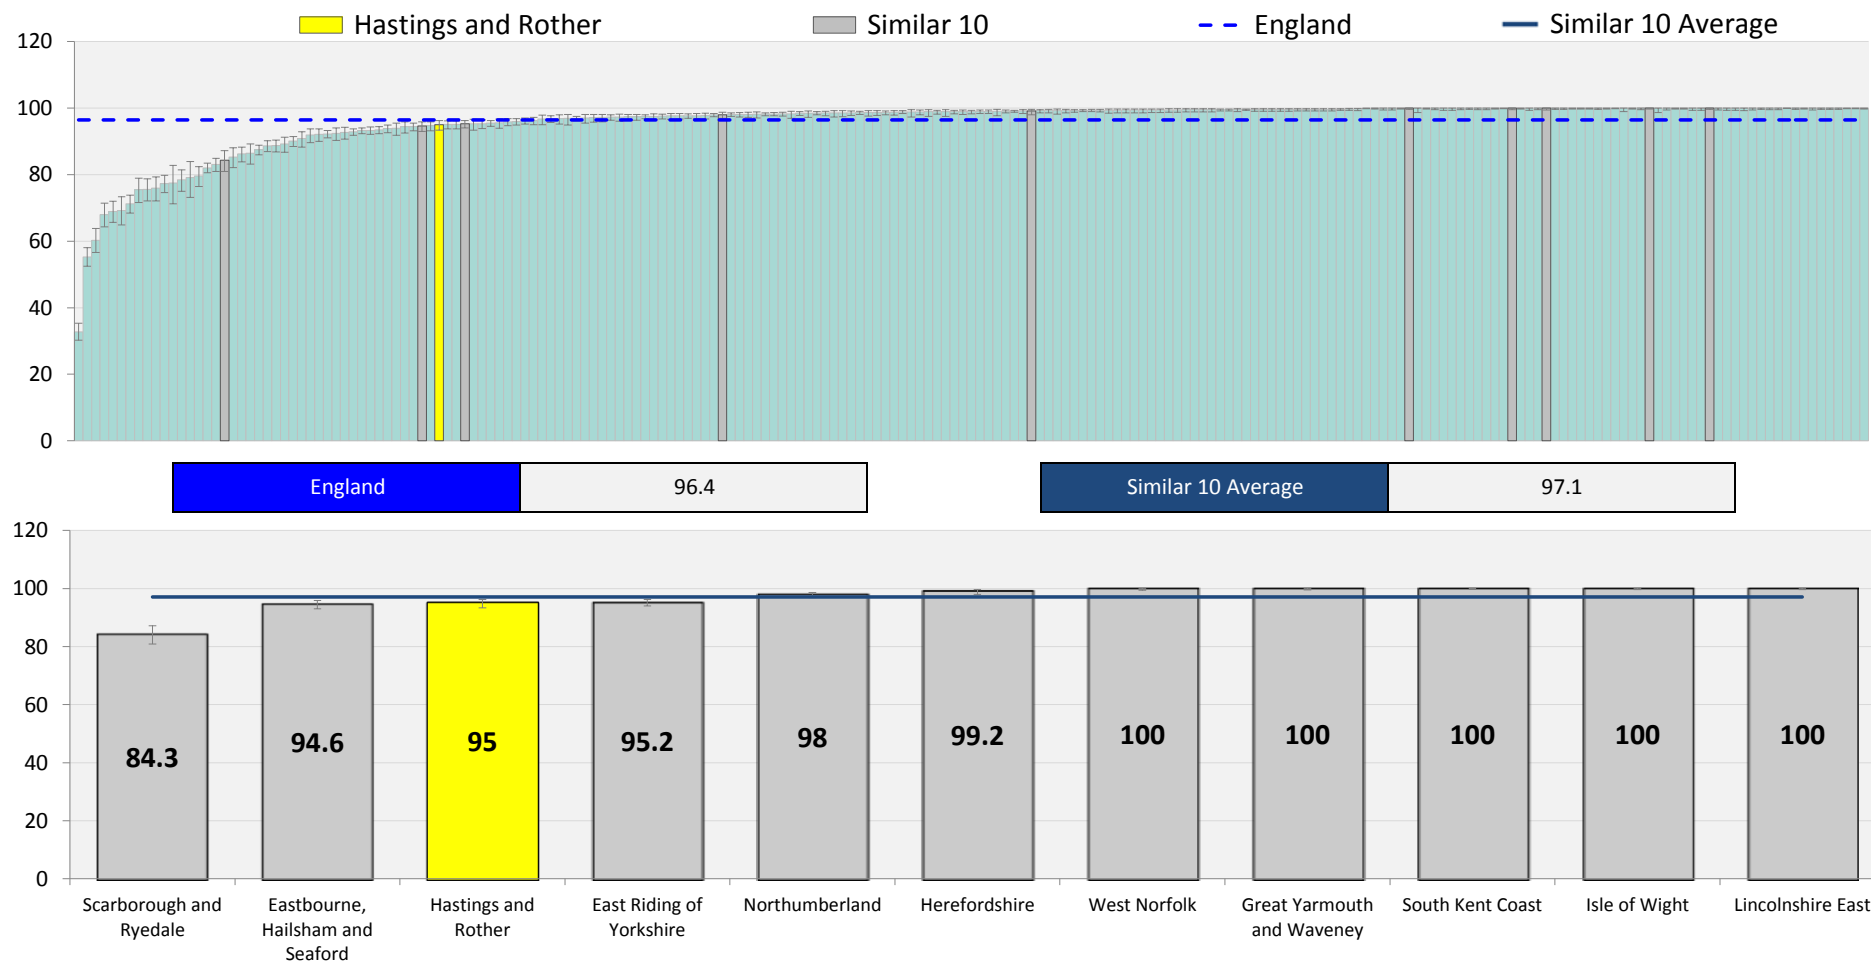 Hastings and Rother
Similar 10
England
Similar 10 Average
120
100
80
60
40
20
0
England
96.4
Similar 10 Average
97.1
120
100
80
60
40
20
0
84.3
94.6
95
95.2
98
99.2
100
100
100
100
100
Scarborough and
Ryedale
Eastbourne,
Hailsham and
Seaford
Hastings and
Rother
East Riding of
Yorkshire
Northumberland
Herefordshire
West Norfolk
Great Yarmouth
and Waveney
South Kent Coast
Isle of Wight
Lincolnshire East